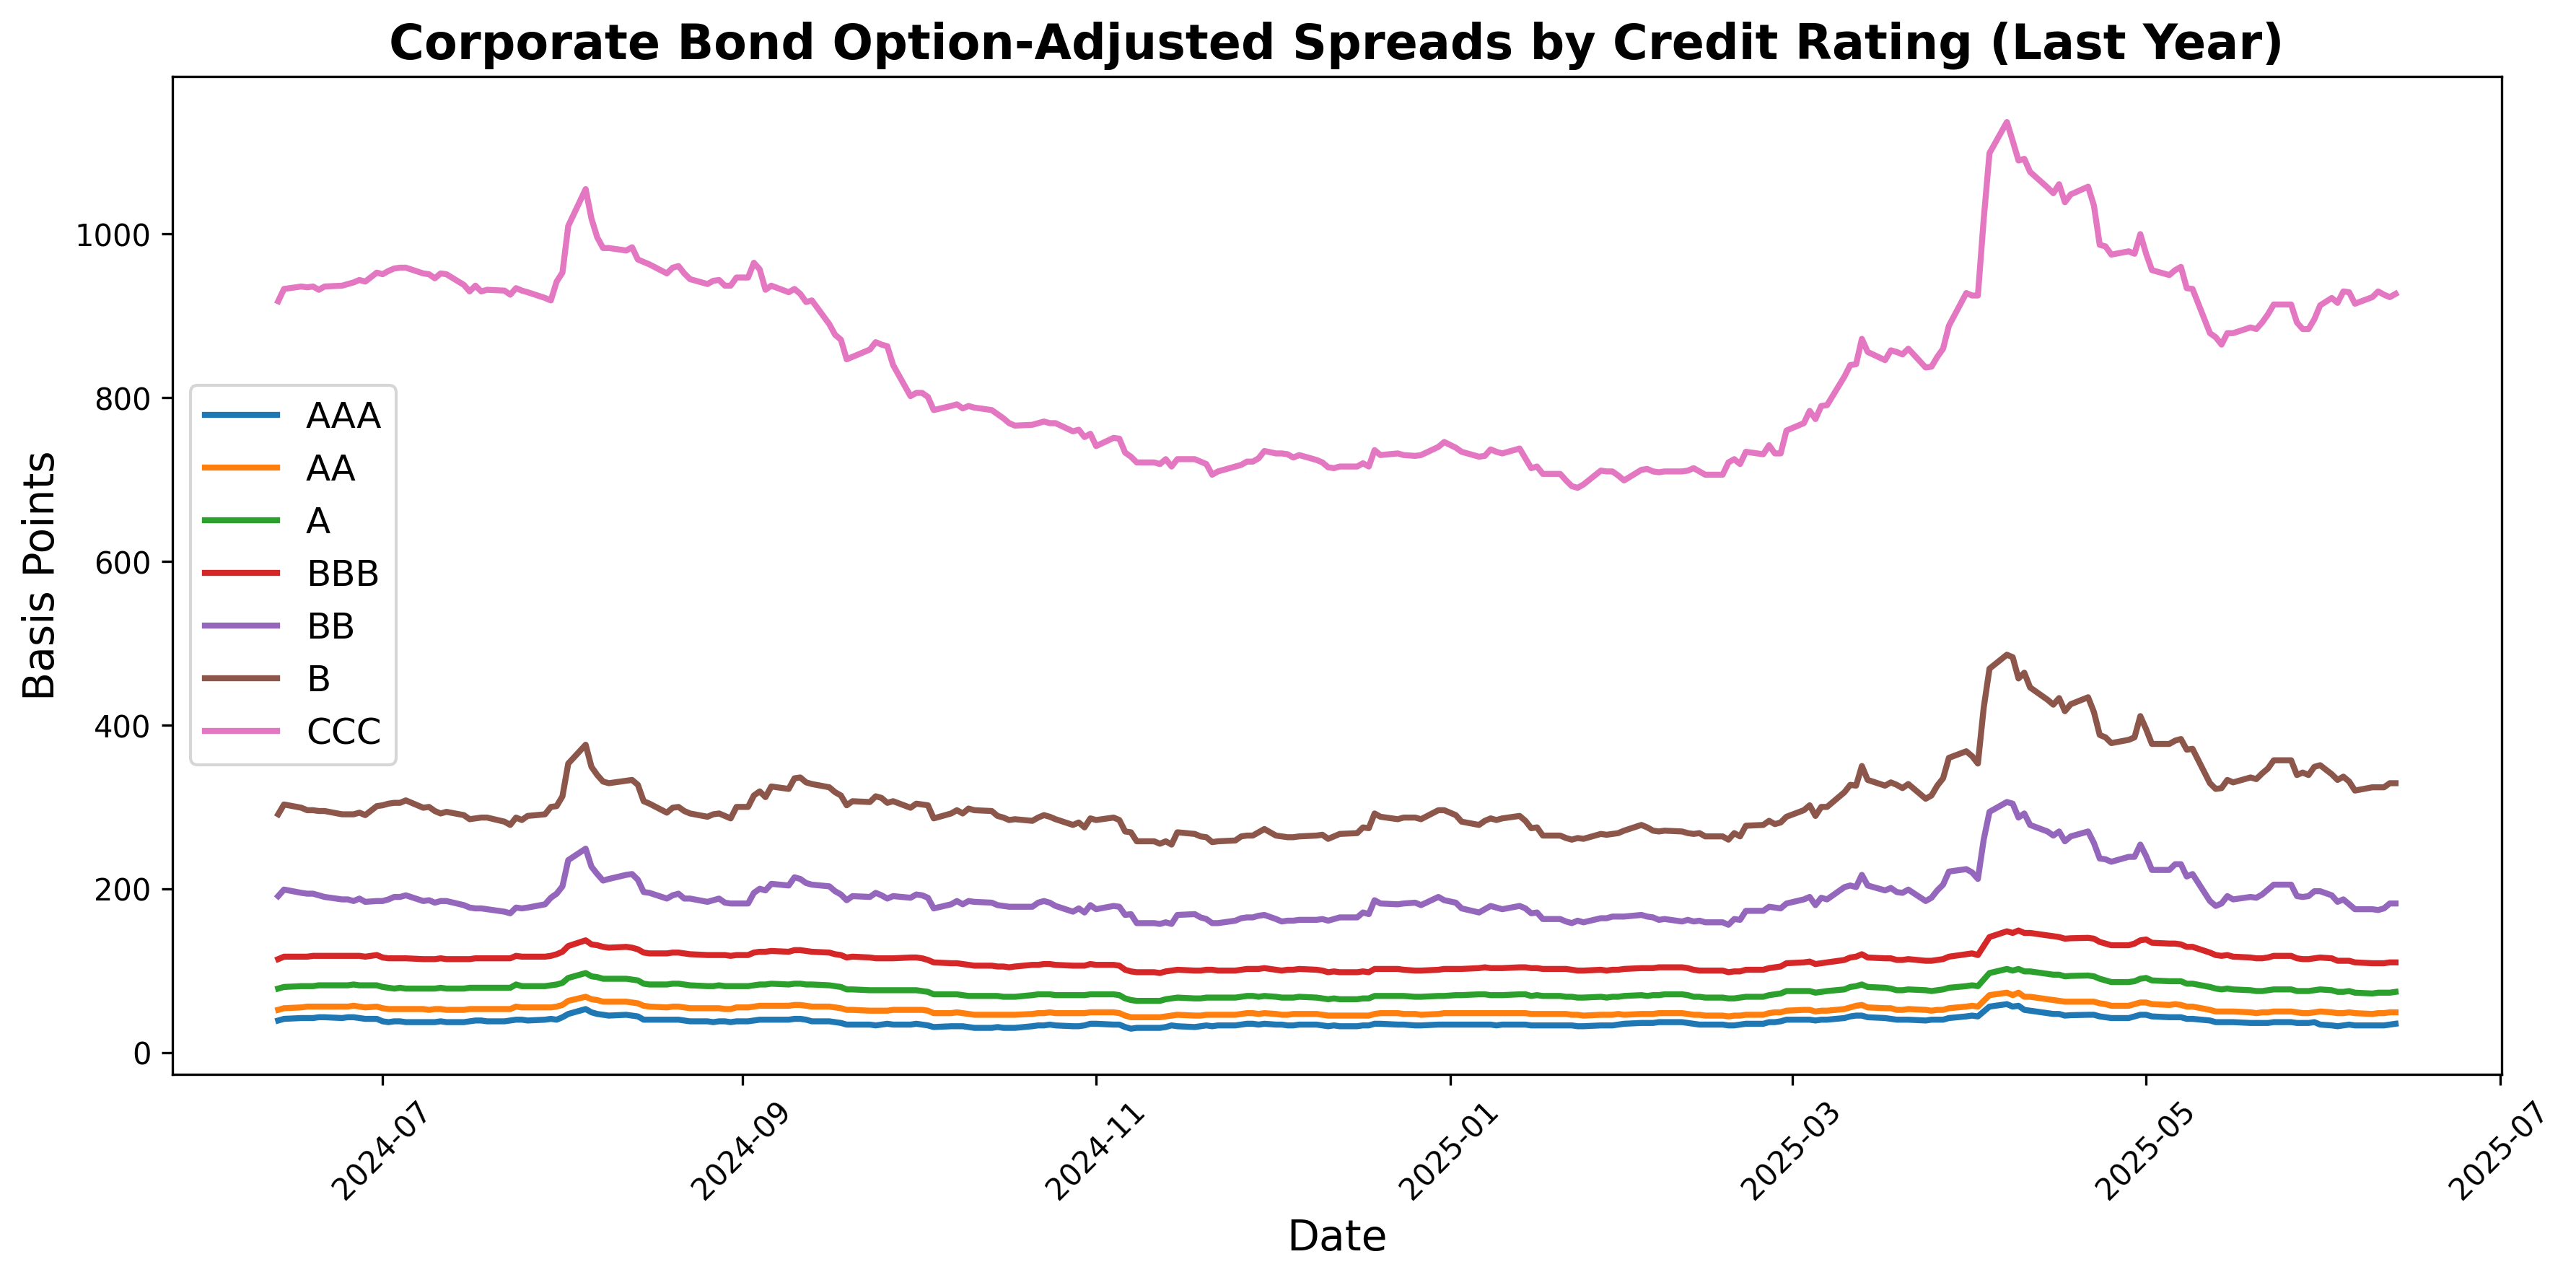 Corporate Bond Option-Adjusted Spreads by Credit Rating (Last Year)
Basis Points
1000
800
600
400
200
0
AAA
AA
A
BBB
BB
B
CCC
2024-07
2024-09
2024-11
2025-01
2025-03
2025-05
2025-07
Date